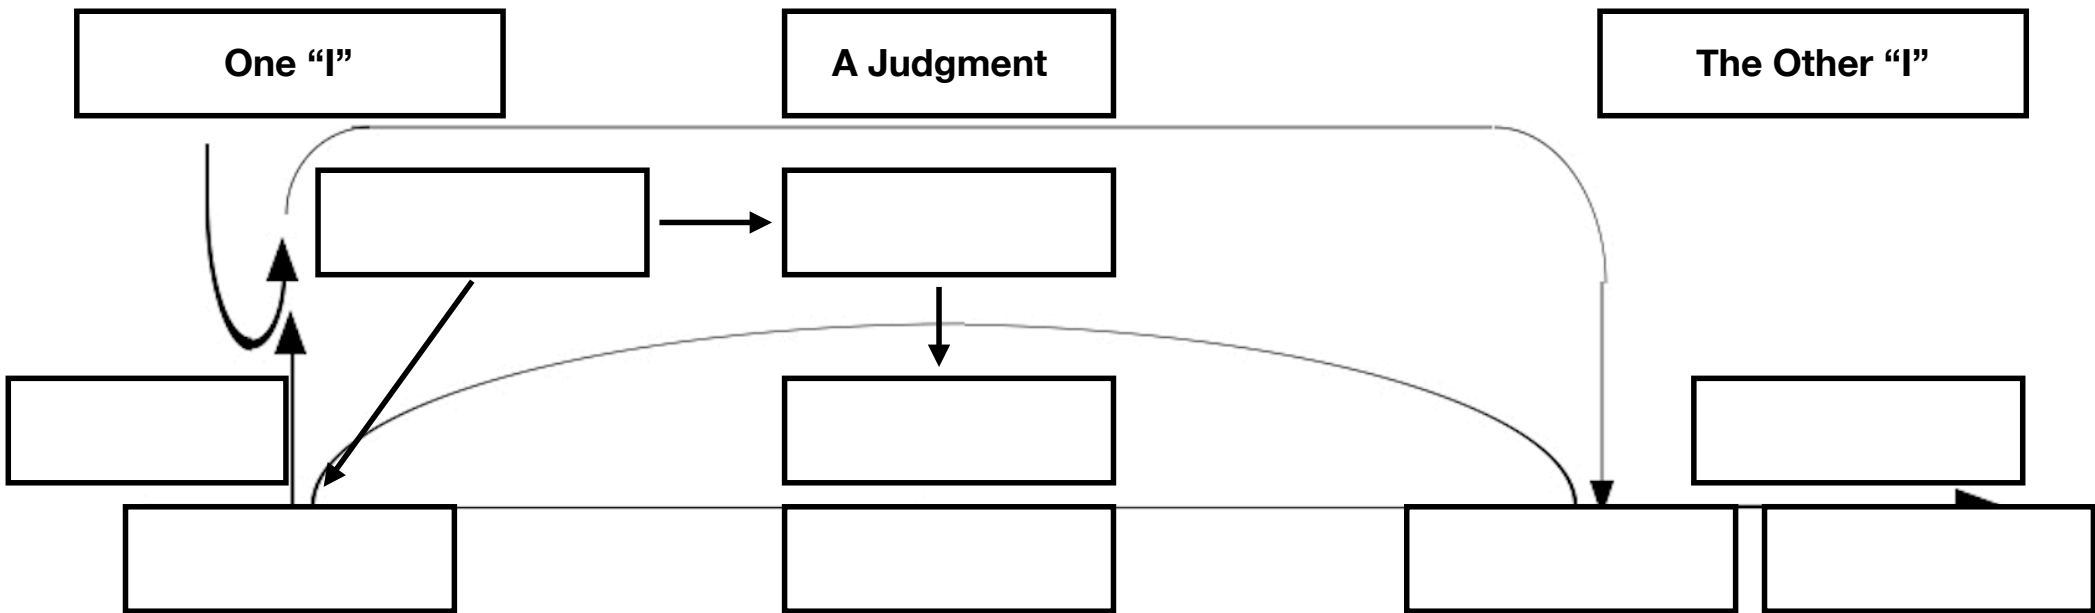 One “I”
A Judgment
The Other “I”